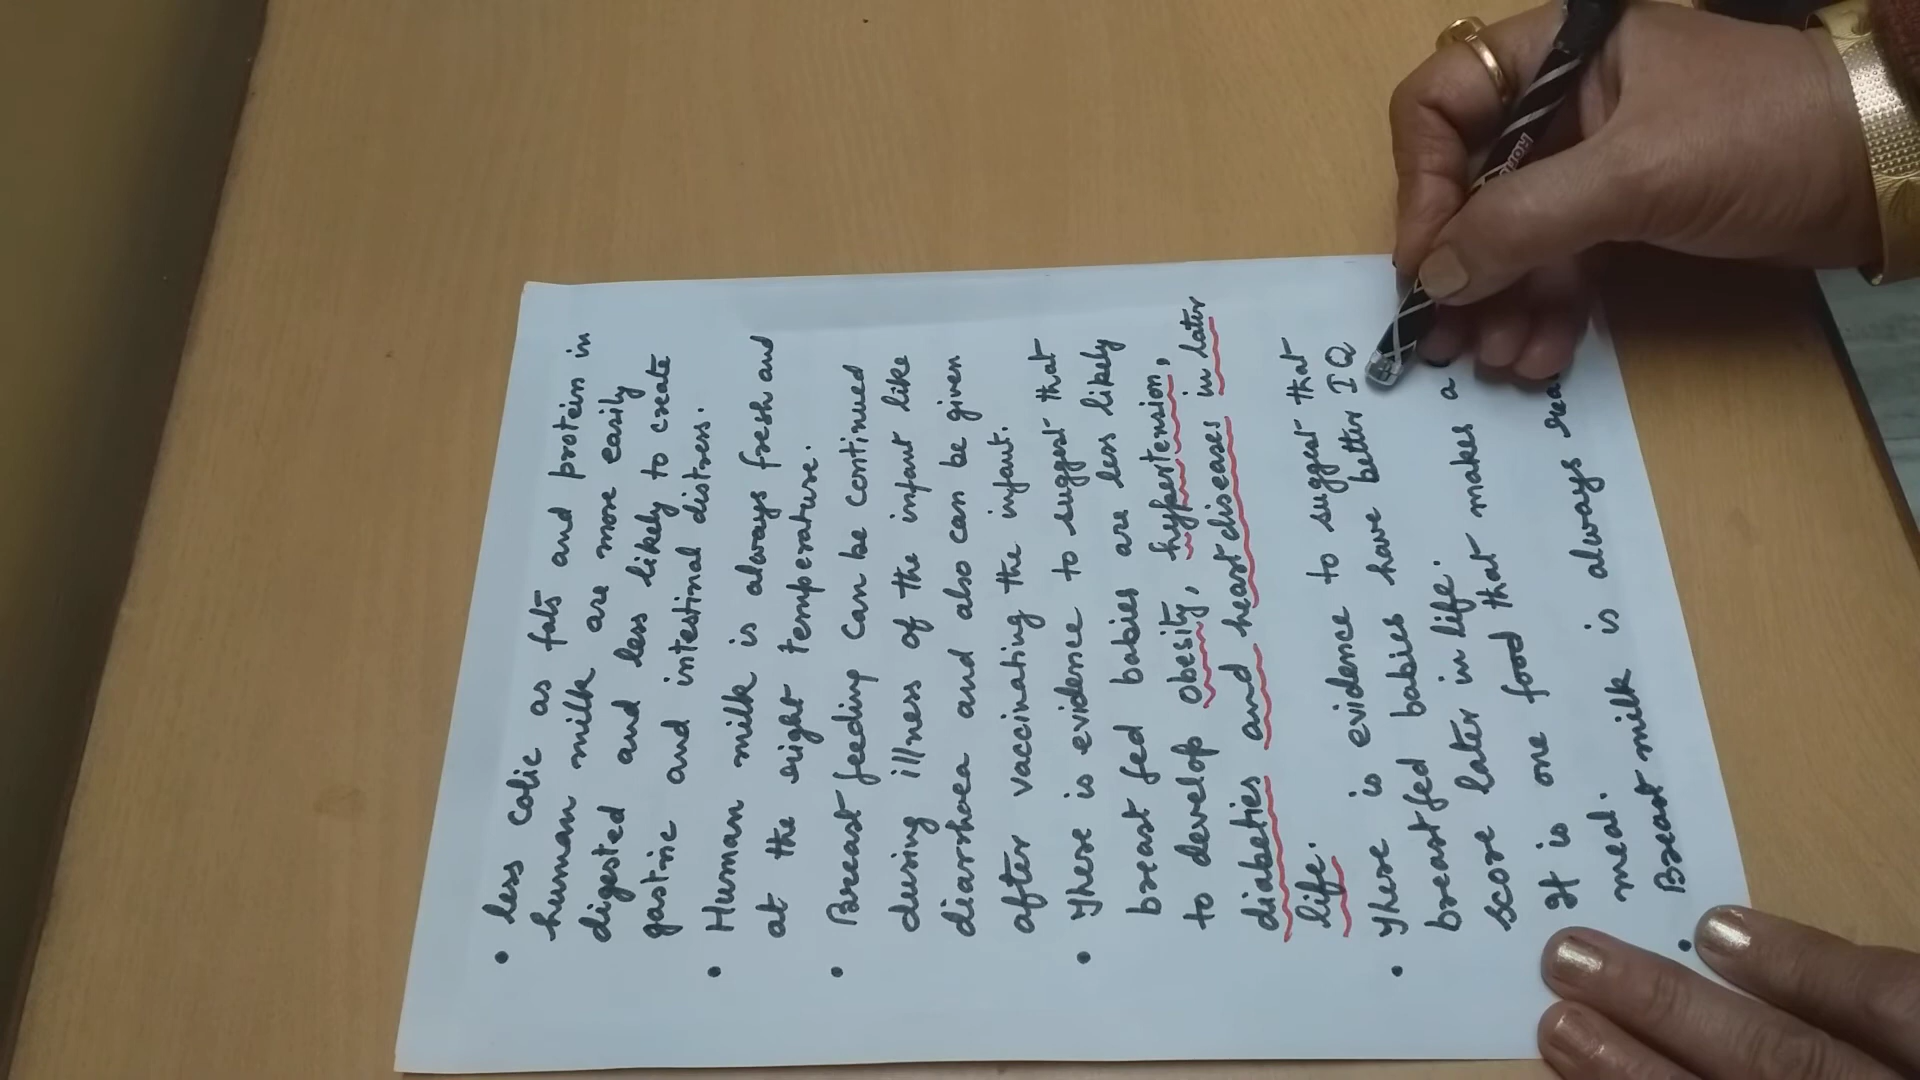 • less colic as fats and protein in
human milk are more easily
digested and less likely to create
gastric and intestinal distress.
• Human milk is always fresh and
at the right temperature.
• Breast feeding can be continued
during illness of the infant like
diarrhoea and also can be given
after vaccinating the infant.
• There is evidence to suggest that
breast fed babies are less likely
to develop obesity, hypertension,
diabeties and heart diseases in later
life.
• There is evidence to suggest that
breastfed babies have better IQ
score later in life.
It is one food that makes a
meal.
• Breast milk is always